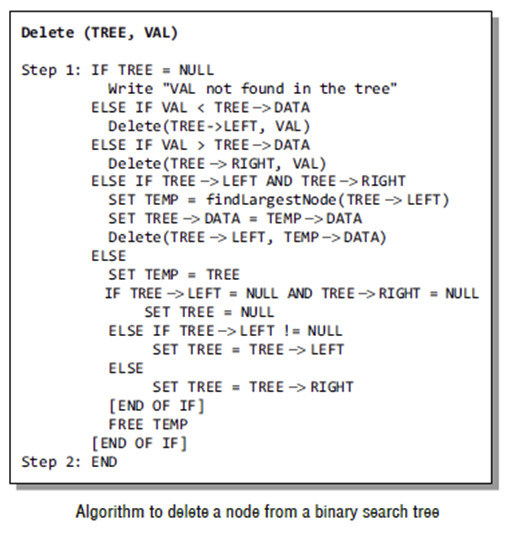 Delete (TREE, VAL)
Step 1: IF TREE = NULL
Write "VAL not found in the tree"
ELSE IF VAL < TREE->DATA
Delete(TREE->LEFT, VAL)
ELSE IF VAL > TREE->DATA
Delete(TREE->RIGHT, VAL)
ELSE IF TREE->LEFT AND TREE->RIGHT
SET TEMP = findLargestNode(TREE->LEFT)
SET TREE->DATA = TEMP->DATA
Delete(TREE->LEFT, TEMP->DATA)
ELSE
SET TEMP = TREE
IF TREE->LEFT = NULL AND TREE->RIGHT = NULL
SET TREE = NULL
ELSE IF TREE->LEFT != NULL
SET TREE = TREE->LEFT
ELSE
SET TREE = TREE->RIGHT
[END OF IF]
FREE TEMP
[END OF IF]
Step 2: END
Algorithm to delete a node from a binary search tree